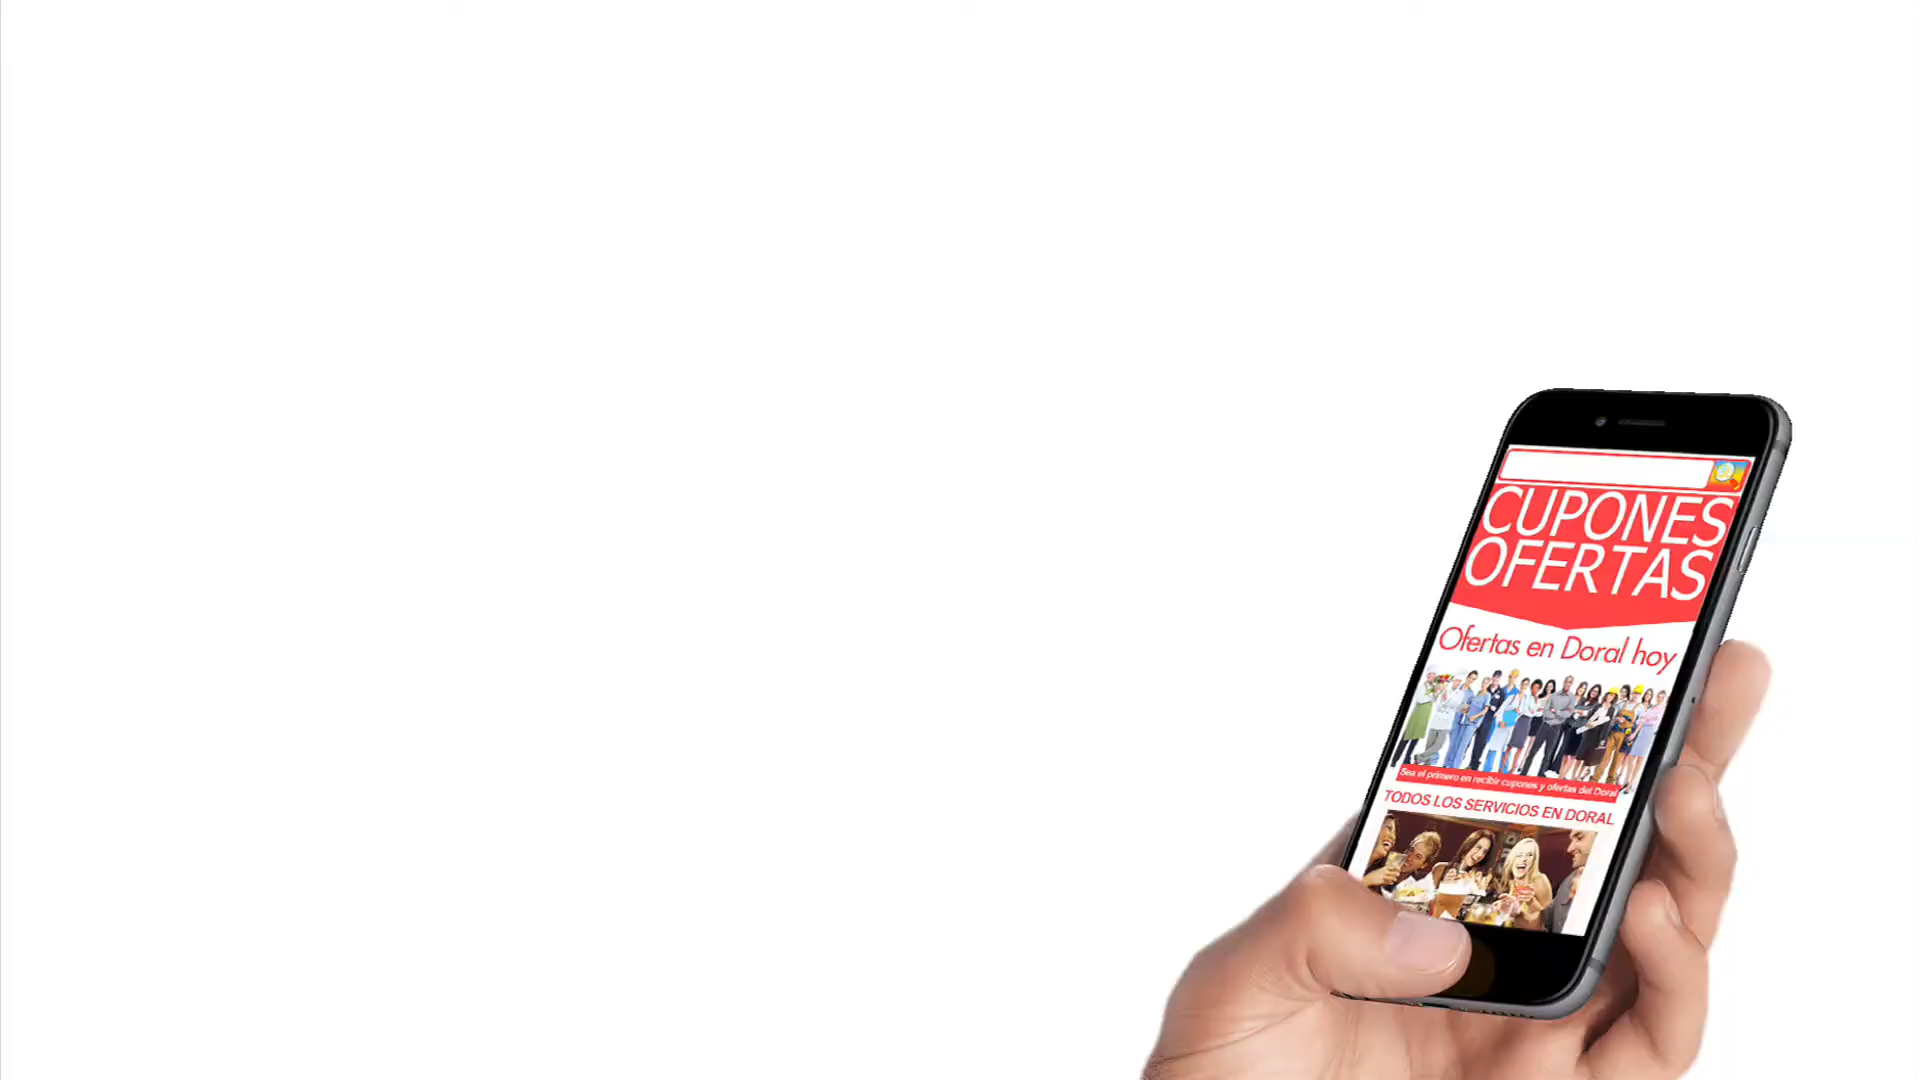 CUPONES
OFERTAS
Ofertas en Doral hoy
Sea el primero en recibir cupones y ofertas del Doral
TODOS LOS SERVICIOS EN DORAL